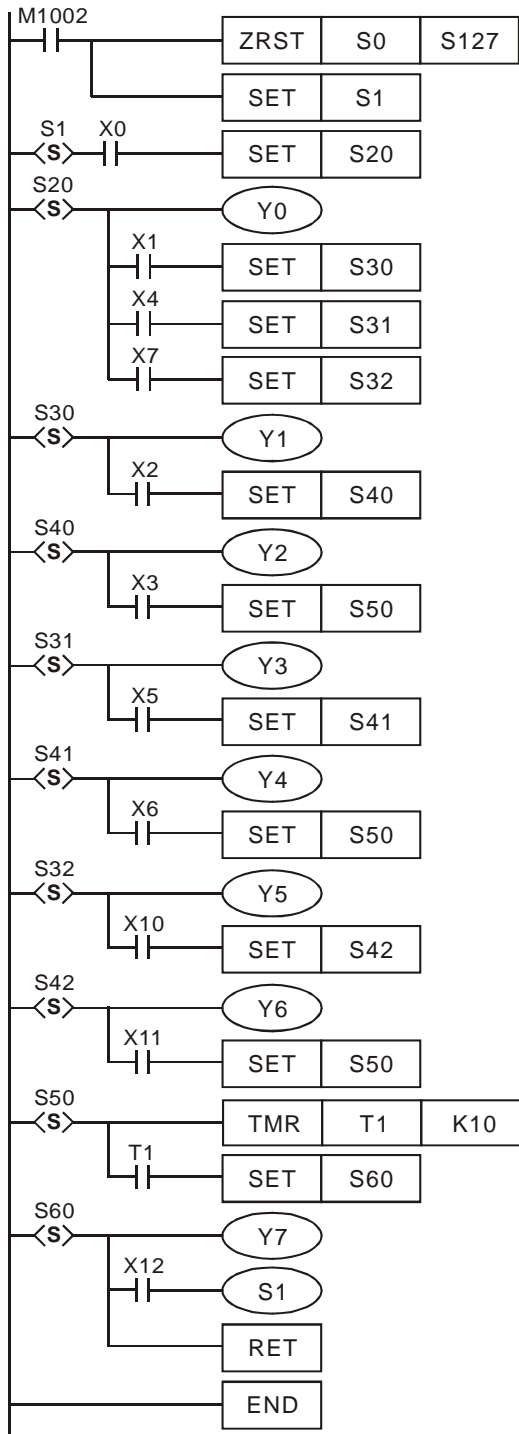 M1002
ZRST S0 S127
SET S1
S1 X0
S SET S20
S20
S Y0
X1
SET S30
X4
SET S31
X7
SET S32
S30
S Y1
X2
SET S40
S40
S Y2
X3
SET S50
S31
S Y3
X5
SET S41
S41
S Y4
X6
SET S50
S32
S Y5
X10
SET S42
S42
S Y6
X11
SET S50
S50
S TMR T1 K10
T1
SET S60
S60
S Y7
X12
S1
RET
END